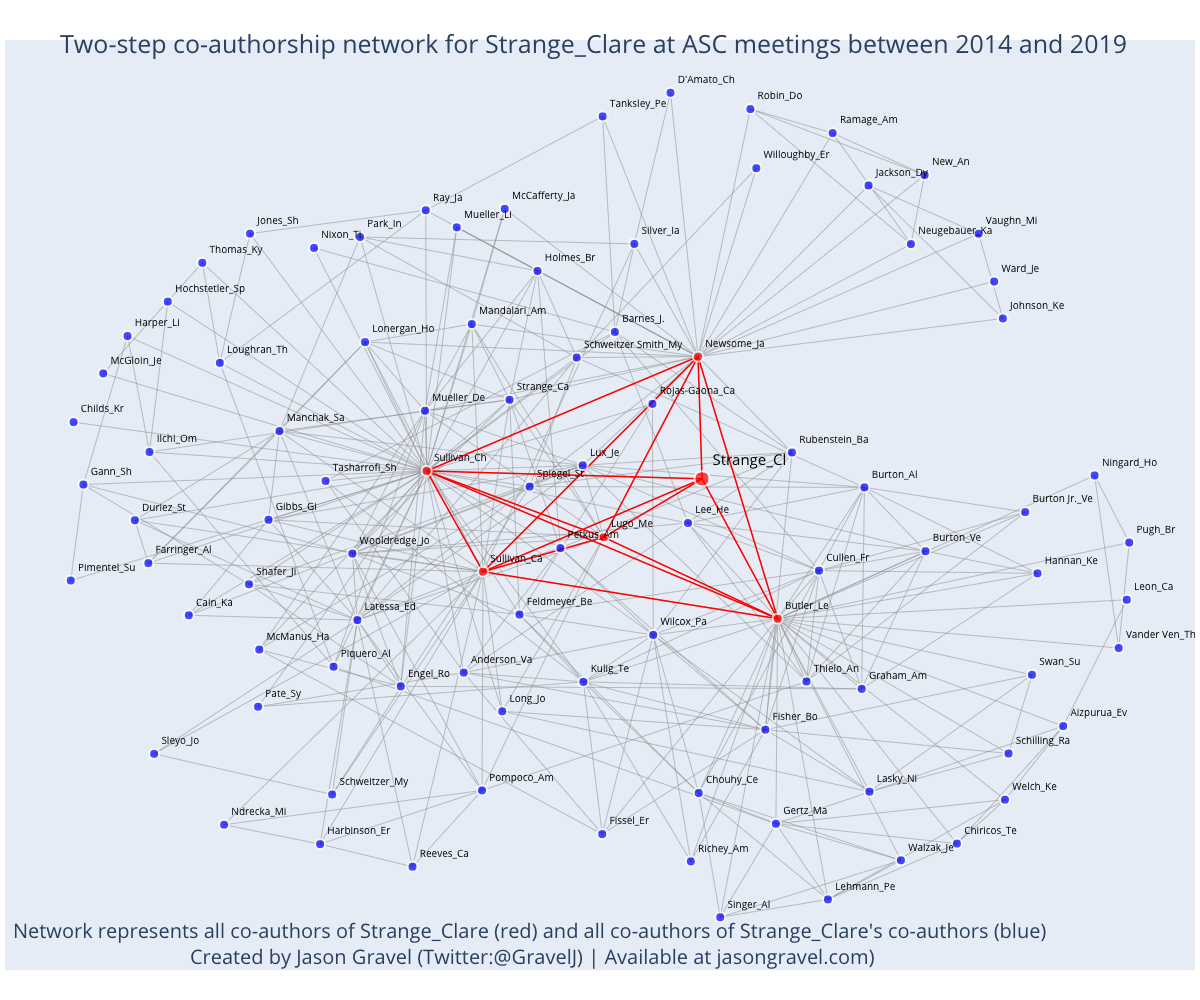 Two-step co-authorship network for Strange_Clare at ASC meetings between 2014 and 2019
D'Amato_Ch
Robin_Do
Tanksley_Pe
Ramage_Am
Willoughby_Er
New_An
Jackson_Dy
Ray_Ja
McCafferty_Ja
Mueller_Li
Jones_Sh
Park_In
Nixon_Ti
Vaughn_Mi
Silver_Ia
Neugebauer_Ka
Thomas_Ky
Holmes_Br
Ward_Je
Hochstetler_Sp
Johnson_Ke
Mandalari_Am
Harper_Li
Lonergan_Ho
Barnes_J.
Newsome_Ja
Schweitzer Smith_My
Loughran_Th
McGloin_Je
Strange_Ca
Rojas-Gaona_Ca
Mueller_De
Childs_Kr
Manchak_Sa
Ilchi_Om
Rubenstein_Ba
Lux_Je
Sullivan_Ch
Strange_Cl
Tasharrofi_Sh
Ningard_Ho
Gann_Sh
Spiegel_St
Burton_Al
Burton Jr._Ve
Durlez_St
Gibbs_Gl
Lee_He
Lugo_Me
Pugh_Br
Petkus_Am
Wooldredge_Jo
Burton-Ve
Farringer_Al
Sullivan_Ca
Cullen_Fr
Hannan_Ke
Pimentel_Su
Shafer_Ji
Leon_Ca
Cain_Ka
Latessa_Ed
Feldmeyer_Be
Butler_Le
Wilcox_Pa
Vander Ven_Th
McManus_Ha
Piquero_Al
Anderson_Va
Engel_Ro
Kulig_Te
Thielo_An
Graham_Am
Swan_Su
Pate_Sy
Long_Jo
Fisher_Bo
Aizpurua_Ev
Sleyo_Jo
Schilling_Ra
Schweitzer_My
Pompoco_Am
Chouhy_Ce
Lasky_Ni
Welch_Ke
Ndrecka_Mi
Gertz_Ma
Harbinson_Er
Fissel_Er
Chiricos_Te
Reeves_Ca
Richey_Am
Walzak_Je
Lehmann_Pe
Singer_Al
Network represents all co-authors of Strange_Clare (red) and all co-authors of Strange_Clare's co-authors (blue)
Created by Jason Gravel (Twitter:@GravelJ) | Available at jasongravel.com)